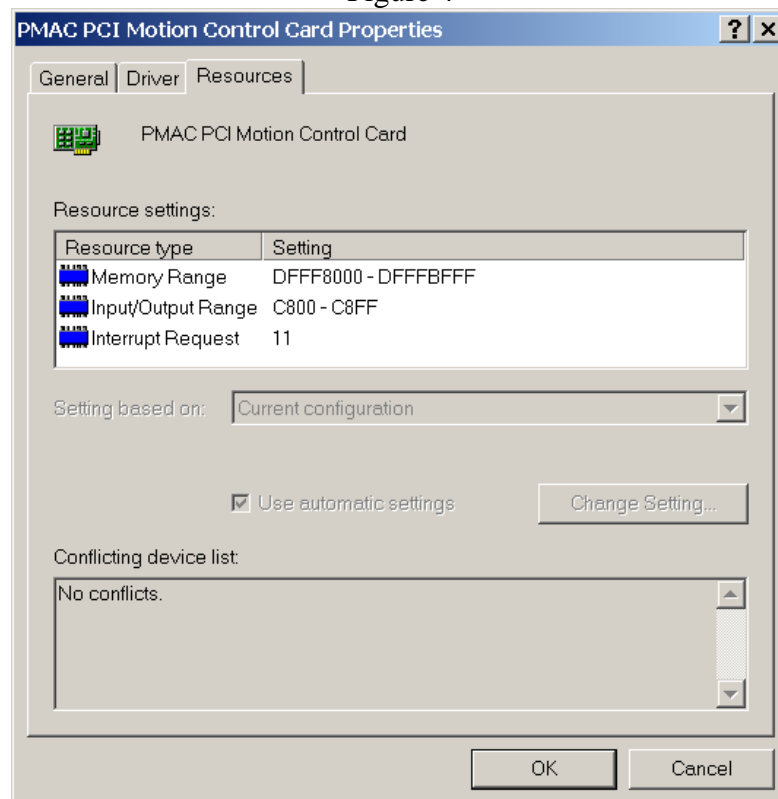 PMAC PCI Motion Control Card Properties
General Driver Resources
PMAC PCI Motion Control Card
Resource settings:
Resource type Setting
Memory Range DFFF8000 - DFFFBFFF
Input/Output Range C800 - C8FF
Interrupt Request 11
Setting based on: Current configuration
Use automatic settings Change Setting...
Conflicting device list:
No conflicts.
OK Cancel